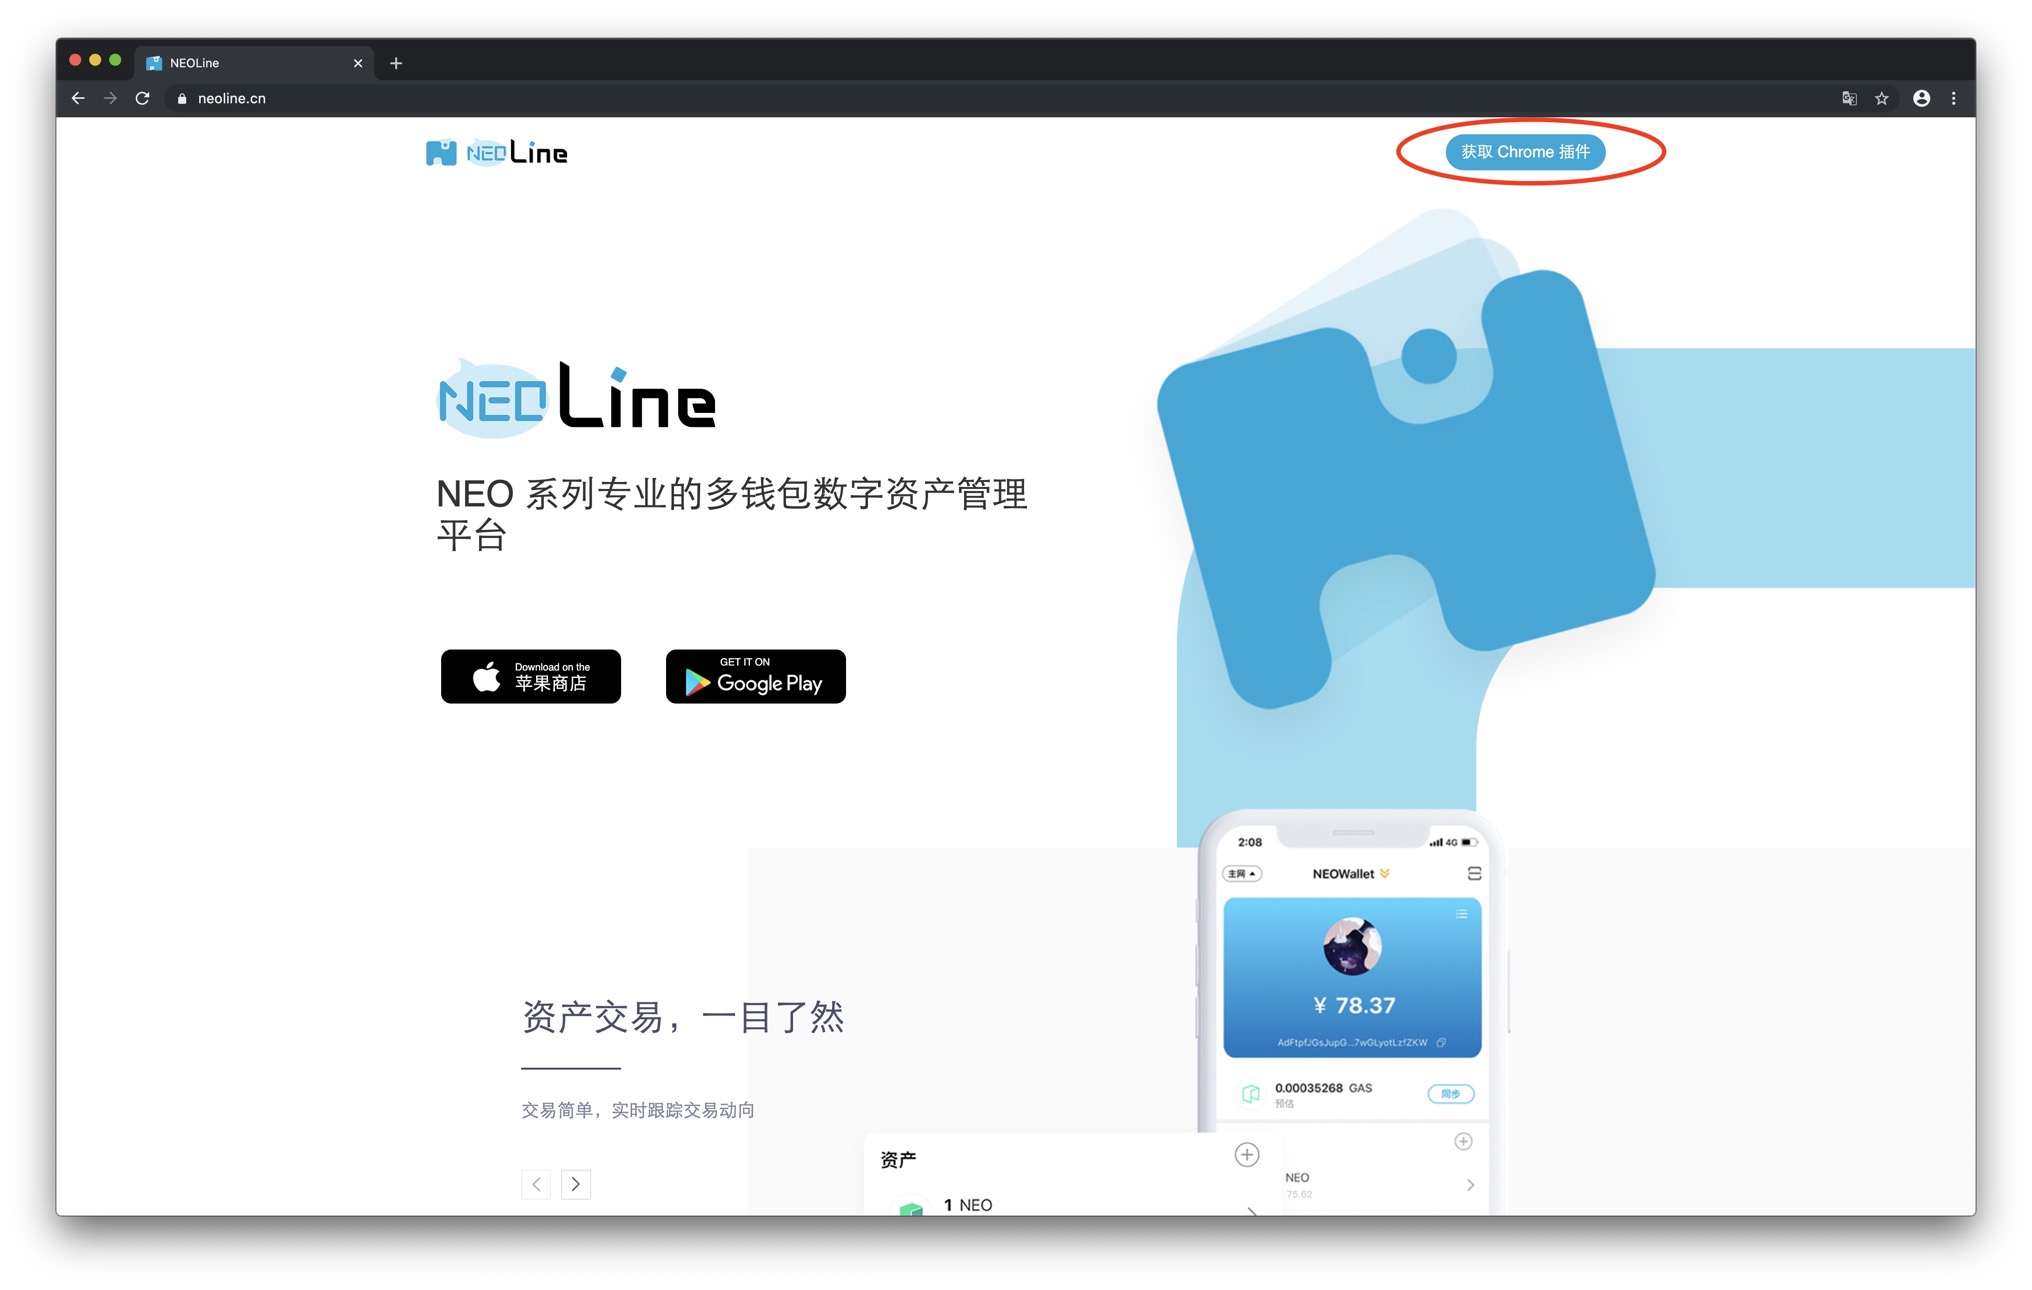 NEOLine
neoline.cn
NEO Line
获取 Chrome 插件
NEO Line
NEO 系列专业的多钱包数字资产管理
平台
Download on the
苹果商店
GET IT ON
Google Play
2:08
4G
主网
NEOWallet
¥ 78.37
AdFtpfJGsJupG...7wGLyotLzfZKW
0.00035268 GAS
预估
同步
资产交易，一目了然
交易简单，实时跟踪交易动向
资产
1 NEO
NEO
75.62